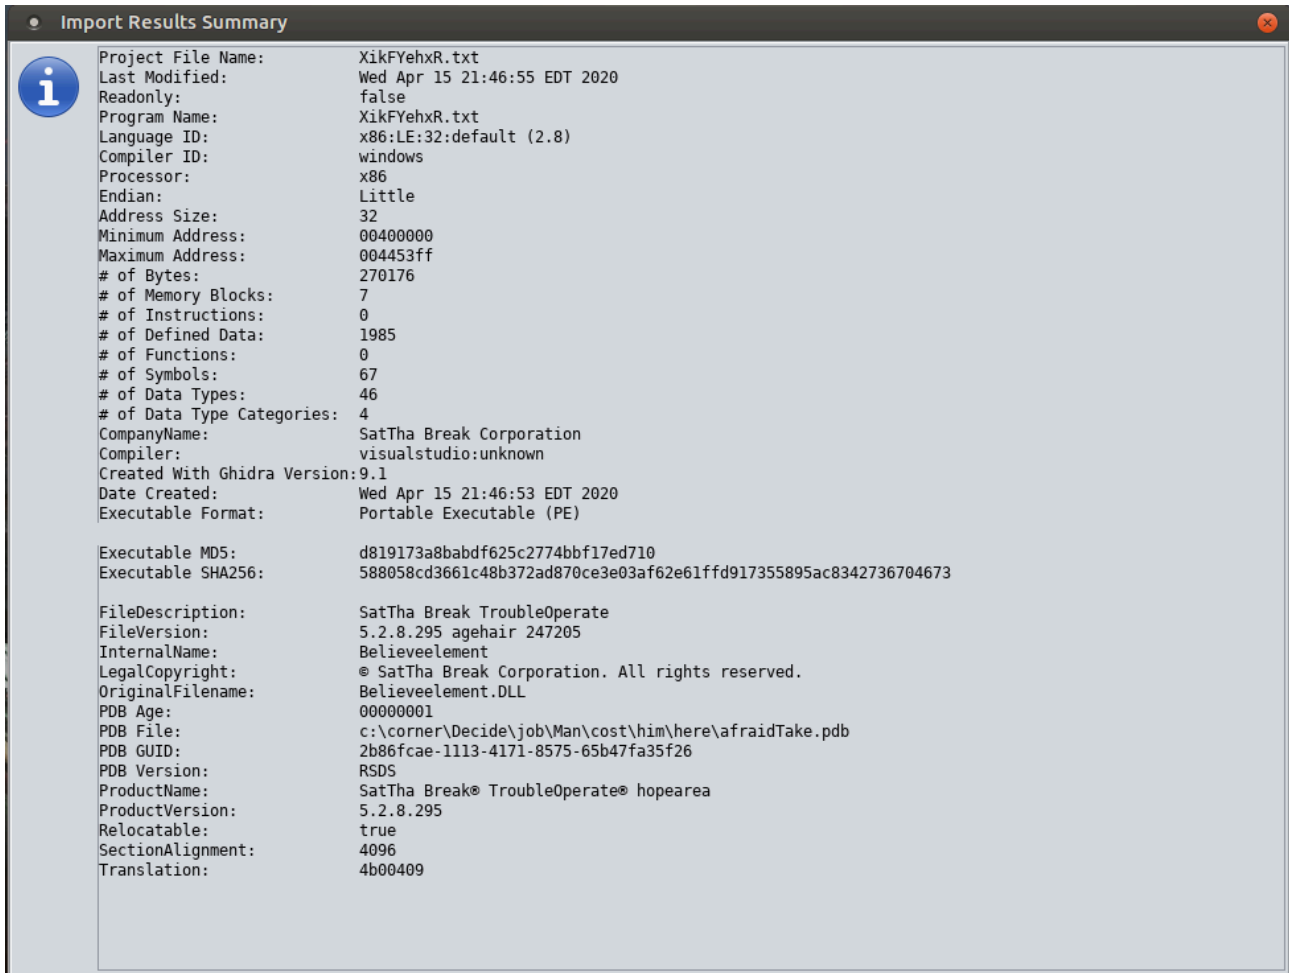 Import Results Summary
Project File Name: XikFYehxR.txt
Last Modified: Wed Apr 15 21:46:55 EDT 2020
Readonly: false
Program Name: XikFYehxR.txt
Language ID: x86:LE:32:default (2.8)
Compiler ID: windows
Processor: x86
Endian: Little
Address Size: 32
Minimum Address: 00400000
Maximum Address: 004453ff
# of Bytes: 270176
# of Memory Blocks: 7
# of Instructions: 0
# of Defined Data: 1985
# of Functions: 0
# of Symbols: 67
# of Data Types: 46
# of Data Type Categories: 4
CompanyName: SatTha Break Corporation
Compiler: visualstudio:unknown
Created With Ghidra Version: 9.1
Date Created: Wed Apr 15 21:46:53 EDT 2020
Executable Format: Portable Executable (PE)
Executable MD5: d819173a8babdf625c2774bbf17ed710
Executable SHA256: 588058cd3661c48b372ad870ce3e03af62e61ffd917355895ac8342736704673
FileDescription: SatTha Break TroubleOperate
FileVersion: 5.2.8.295 agehair 247205
InternalName: Believeelement
LegalCopyright: © SatTha Break Corporation. All rights reserved.
OriginalFilename: Believeelement.DLL
PDB Age: 00000001
PDB File: c:\corner\Decide\job\Man\cost\him\here\afraidTake.pdb
PDB GUID: 2b86fcae-1113-4171-8575-65b47fa35f26
PDB Version: RSDS
ProductName: SatTha Break® TroubleOperate® hopearea
ProductVersion: 5.2.8.295
Relocatable: true
SectionAlignment: 4096
Translation: 4b00409